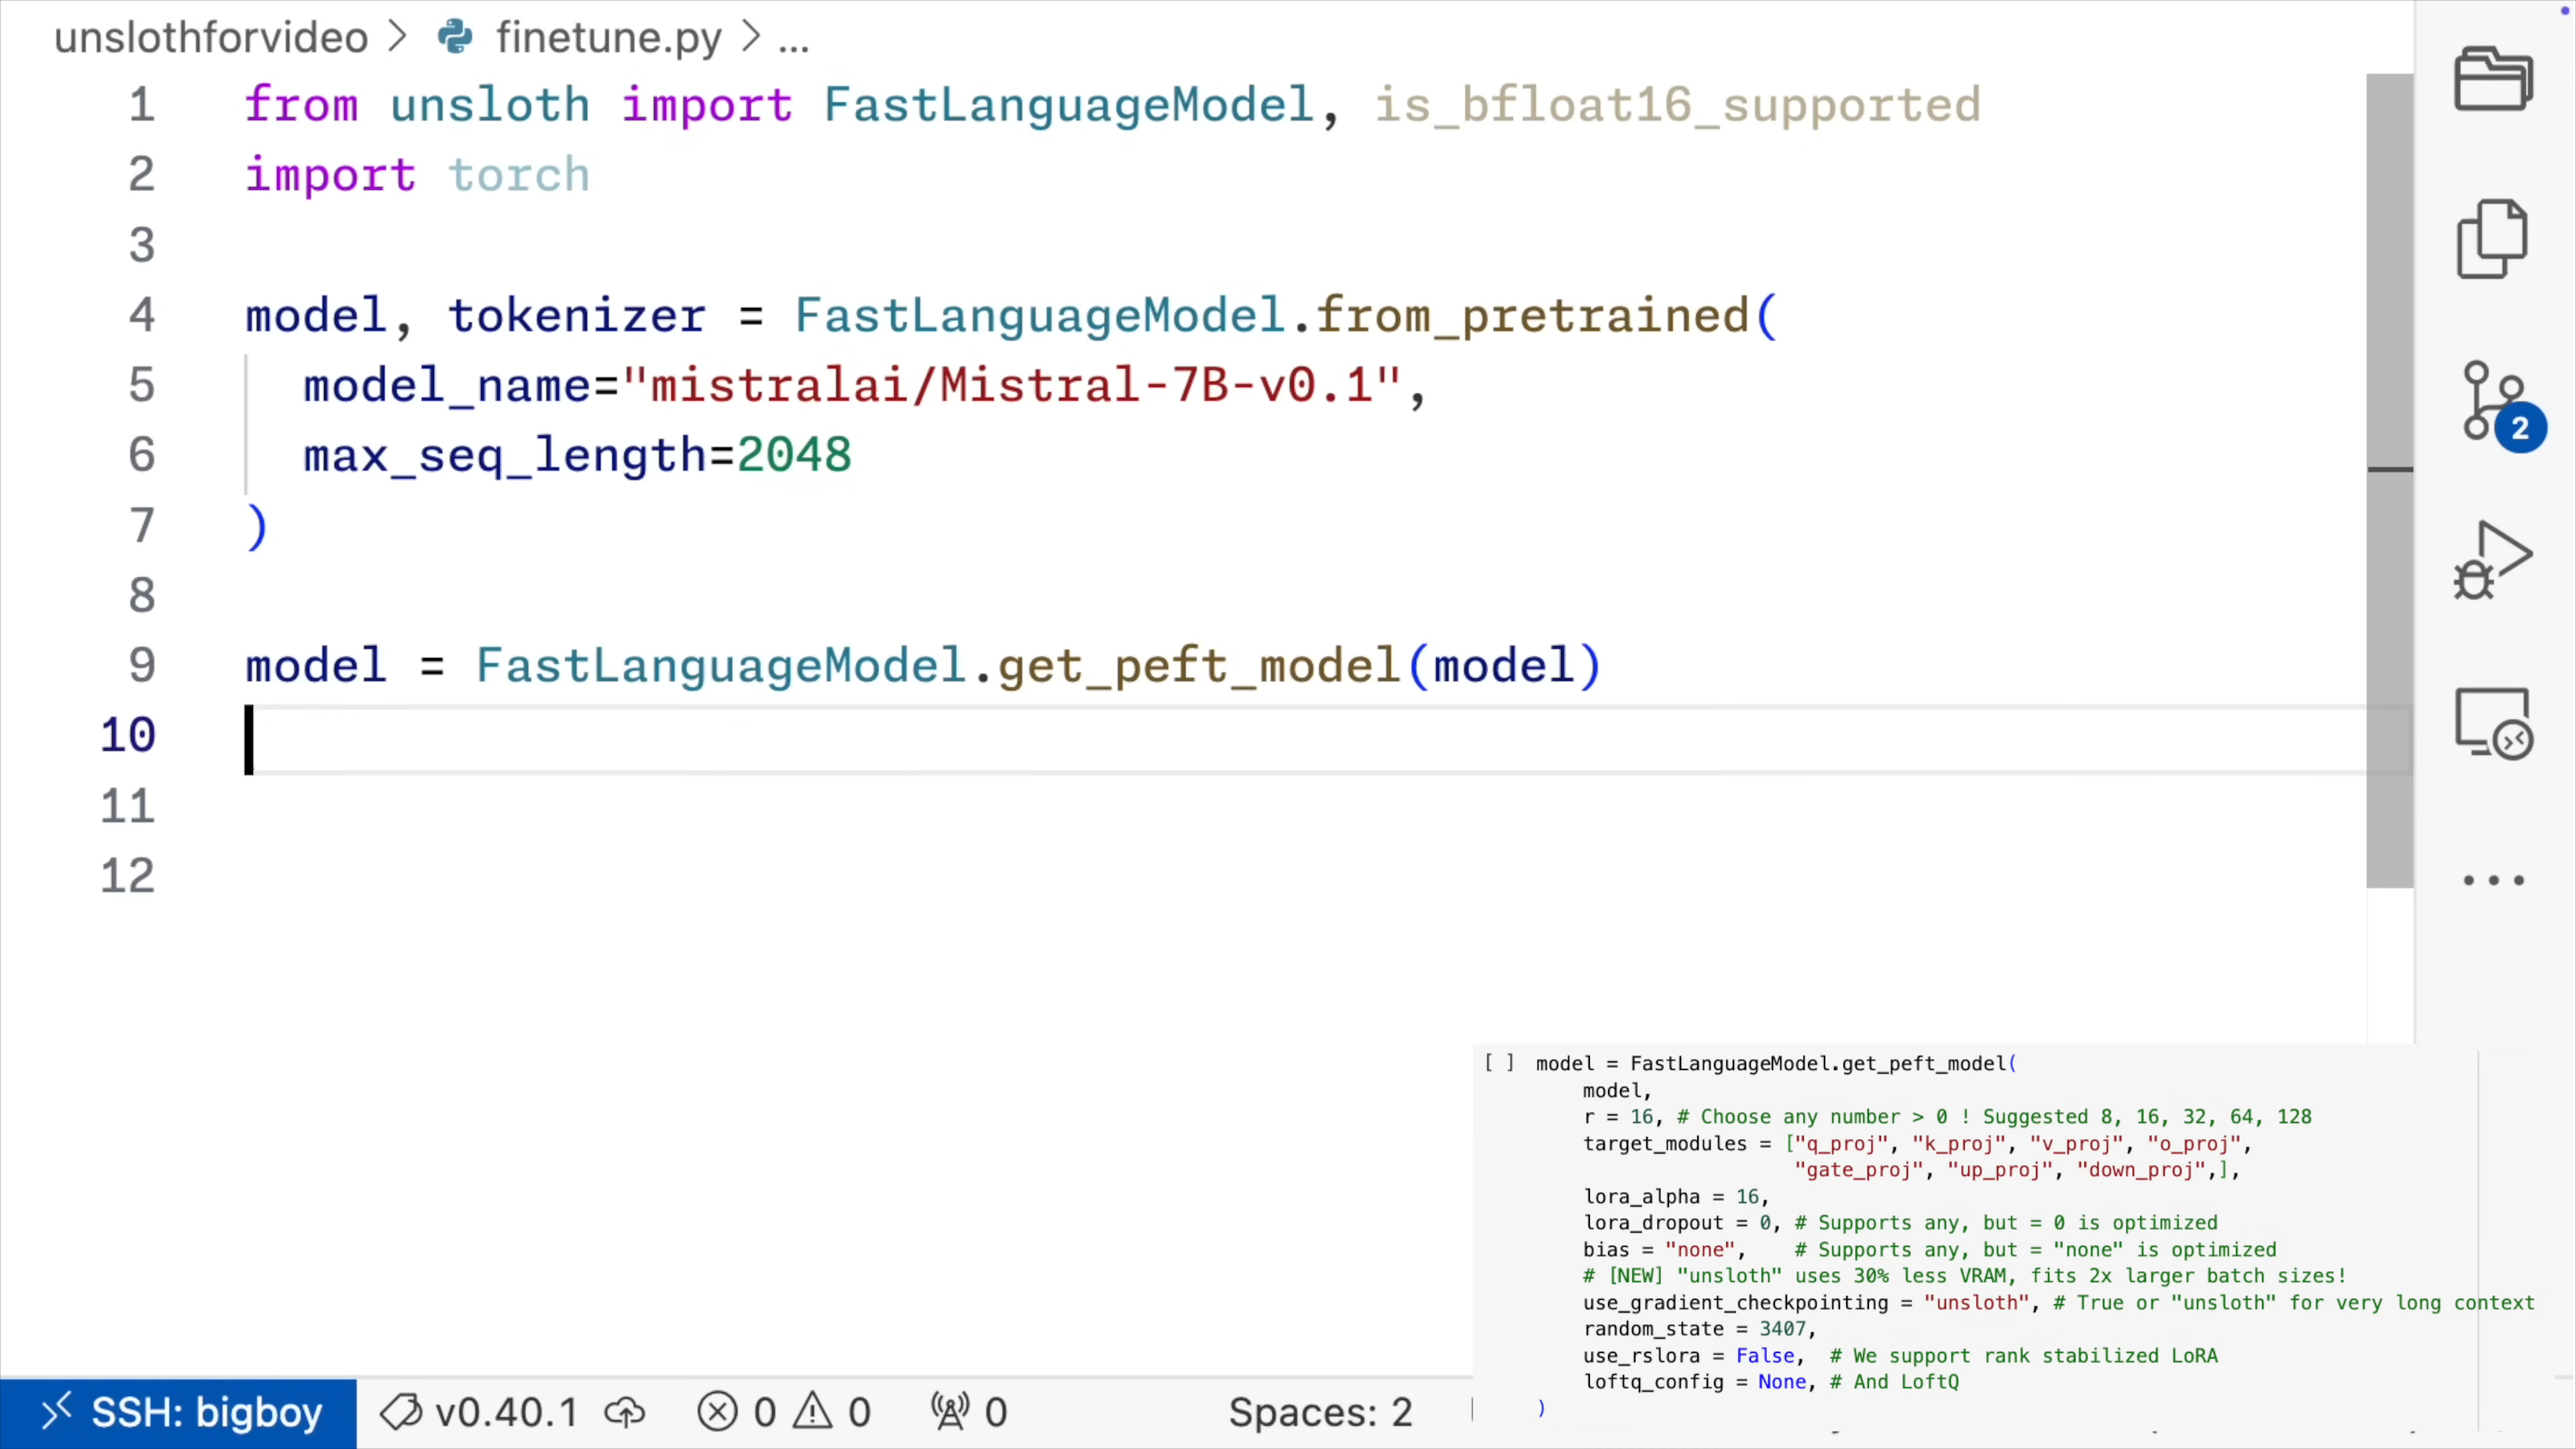 unslothforvideo > finetune.py > ...
1 from unsloth import FastLanguageModel, is_bfloat16_supported
2 import torch
3
4 model, tokenizer = FastLanguageModel.from_pretrained(
5   model_name="mistralai/Mistral-7B-v0.1",
6   max_seq_length=2048
7 )
8
9 model = FastLanguageModel.get_peft_model(model)
10
11
12
2
[ ] model = FastLanguageModel.get_peft_model(
    model,
    r = 16, # Choose any number > 0 ! Suggested 8, 16, 32, 64, 128
    target_modules = ["q_proj", "k_proj", "v_proj", "o_proj",
                      "gate_proj", "up_proj", "down_proj",],
    lora_alpha = 16,
    lora_dropout = 0, # Supports any, but = 0 is optimized
    bias = "none",    # Supports any, but = "none" is optimized
    # [NEW] "unsloth" uses 30% less VRAM, fits 2x larger batch sizes!
    use_gradient_checkpointing = "unsloth", # True or "unsloth" for very long context
    random_state = 3407,
    use_rslora = False,  # We support rank stabilized LoRA
    loftq_config = None, # And LoftQ
)
SSH: bigboy v0.40.1 0 0 0 Spaces: 2